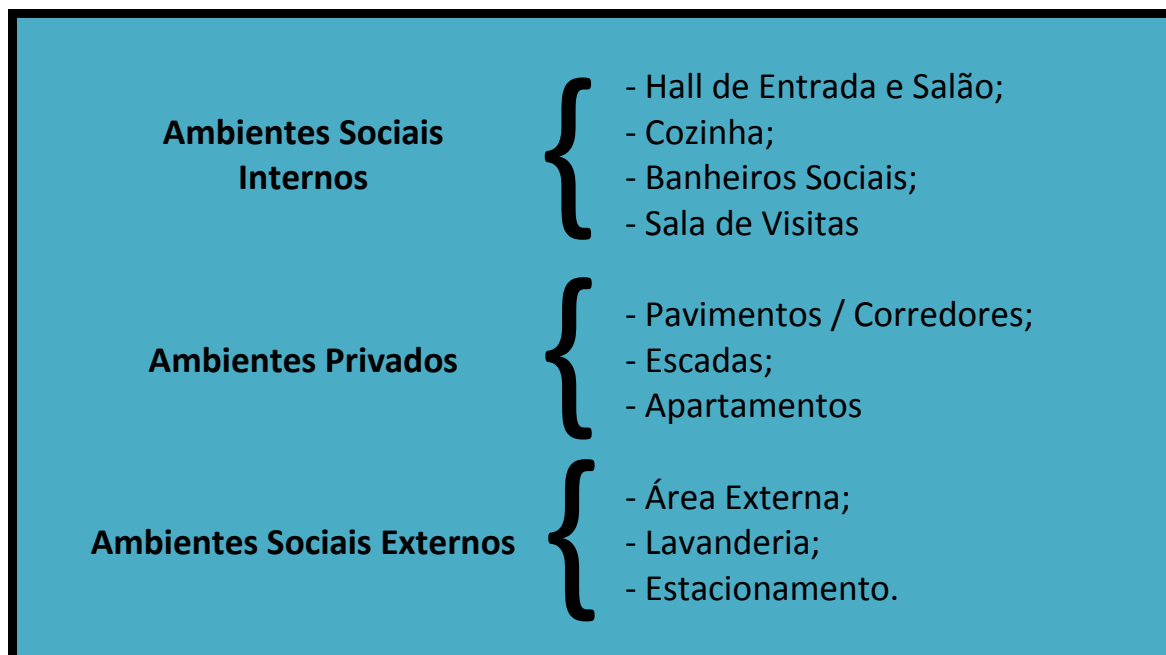 Ambientes Sociais
Internos
- Hall de Entrada e Salão;
- Cozinha;
- Banheiros Sociais;
- Sala de Visitas
Ambientes Privados
- Pavimentos / Corredores;
- Escadas;
- Apartamentos
Ambientes Sociais Externos
- Área Externa;
- Lavanderia;
- Estacionamento.